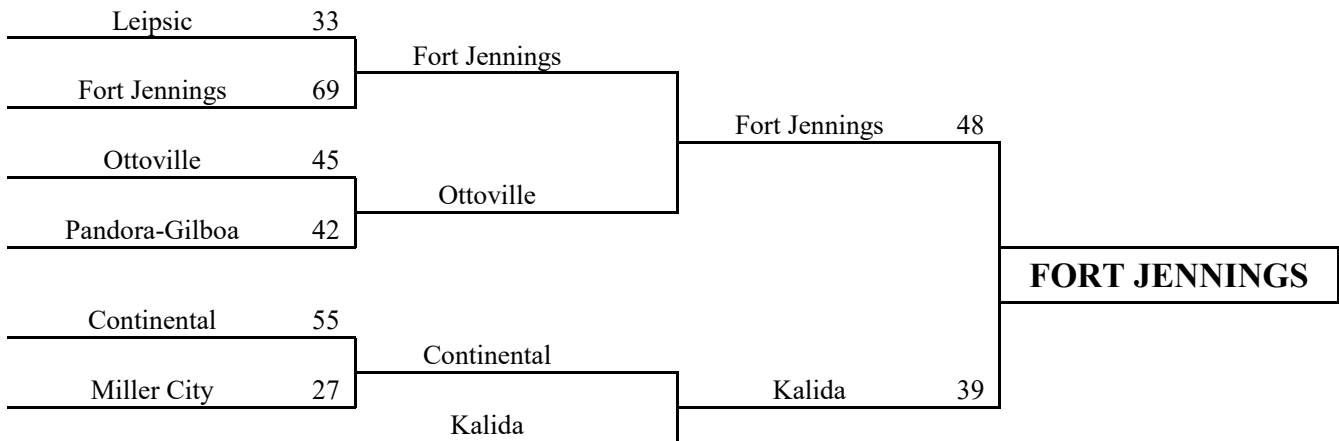 Leipsic 33
Fort Jennings
Fort Jennings 69
Fort Jennings 48
Ottoville 45
Ottoville
Pandora-Gilboa 42
FORT JENNINGS
Continental 55
Continental
Miller City 27
Kalida 39
Kalida